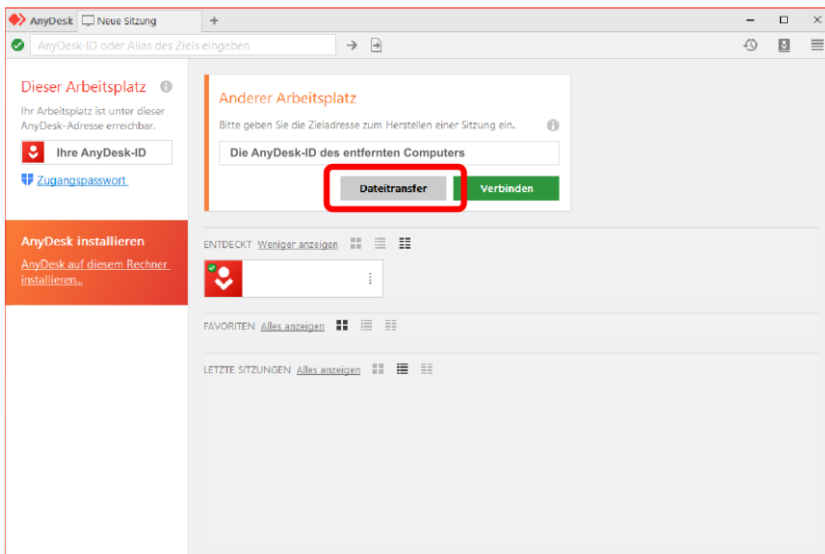 AnyDesk Neue Sitzung +
AnyDesk-ID oder Alias des Ziels eingeben
Dieser Arbeitsplatz
Ihr Arbeitsplatz ist unter dieser
AnyDesk-Adresse erreichbar.
Ihre AnyDesk-ID
Zugangspasswort
AnyDesk installieren
AnyDesk auf diesem Rechner
installieren...
Anderer Arbeitsplatz
Bitte geben Sie die Zieladresse zum Herstellen einer Sitzung ein.
Die AnyDesk-ID des entfernten Computers
Dateitransfer Verbinden
ENTDECKT Weniger anzeigen
FAVORITEN Alles anzeigen
LETZTE SITZUNGEN Alles anzeigen